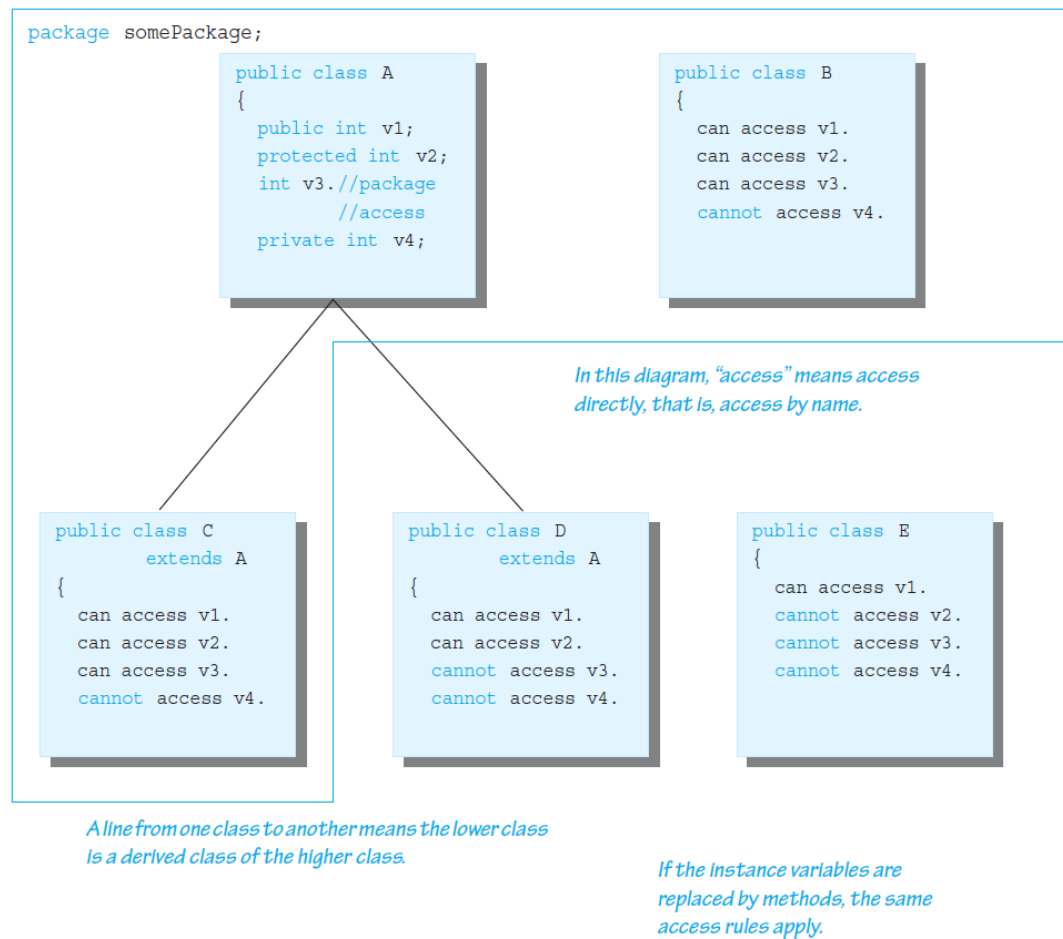 package somePackage;
public class A
{
public int v1;
protected int v2;
int v3.//package
//access
private int v4;
public class B
{
can access v1.
can access v2.
can access v3.
cannot access v4.
In this diagram, “access” means access
directly, that is, access by name.
public class C
extends A
{
can access v1.
can access v2.
can access v3.
cannot access v4.
public class D
extends A
{
can access v1.
can access v2.
cannot access v3.
cannot access v4.
public class E
{
can access v1.
cannot access v2.
cannot access v3.
cannot access v4.
A line from one class to another means the lower class
is a derived class of the higher class.
If the instance variables are
replaced by methods, the same
access rules apply.